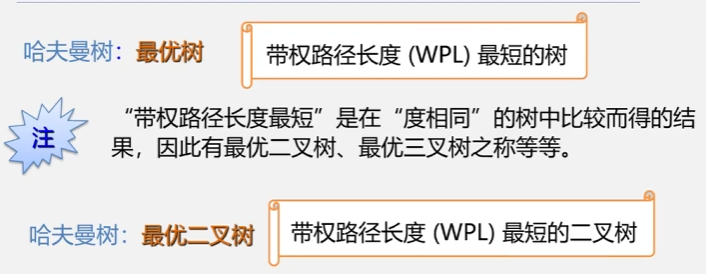 哈夫曼树：最优树
带权路径长度 (WPL) 最短的树
注
“带权路径长度最短”是在“度相同”的树中比较而得的结
果，因此有最优二叉树、最优三叉树之称等等。
哈夫曼树：最优二叉树
带权路径长度 (WPL) 最短的二叉树